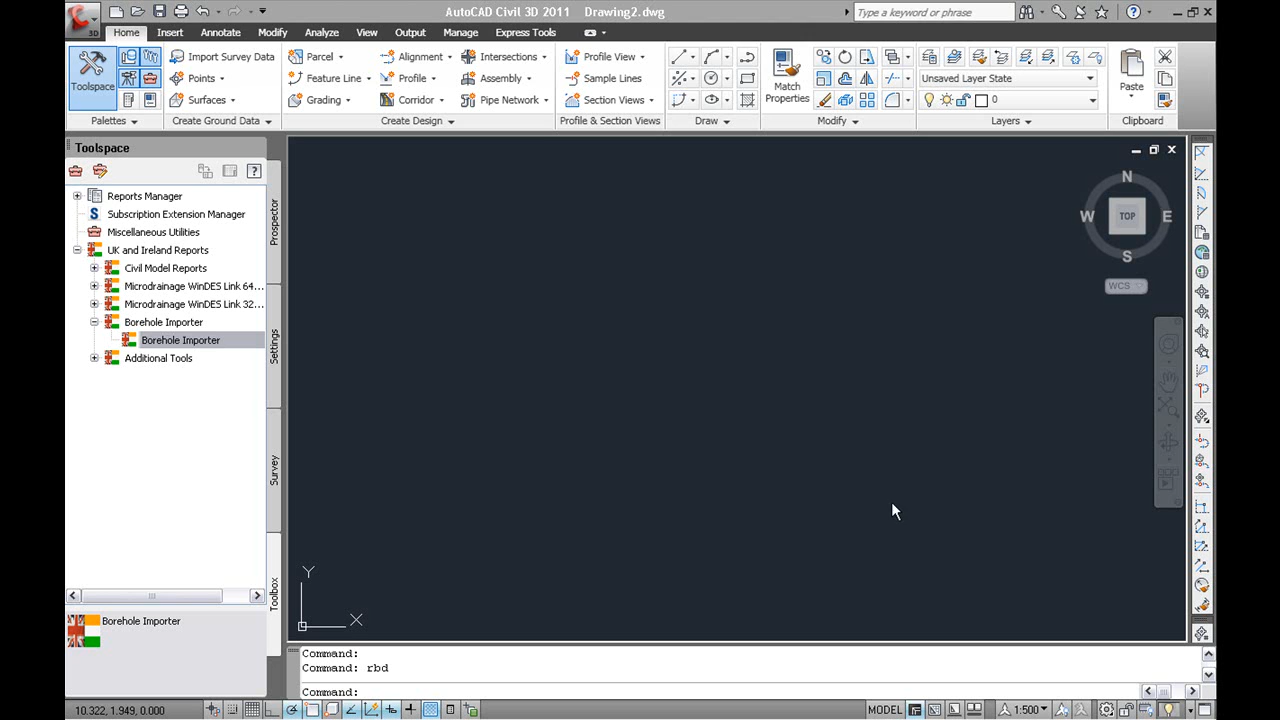 AutoCAD Civil 3D 2011 Drawing2.dwg
Type a keyword or phrase
3D
Home Insert Annotate Modify Analyze View Output Manage Express Tools
Toolspace
Import Survey Data
Points
Surfaces
Parcel
Feature Line
Grading
Alignment
Profile
Corridor
Intersections
Assembly
Pipe Network
Profile View
Sample Lines
Section Views
Match
Properties
Unsaved Layer State
0
Paste
Palettes Create Ground Data Create Design Profile & Section Views Draw Modify Layers Clipboard
Toolspace
Reports Manager
Subscription Extension Manager
Miscellaneous Utilities
UK and Ireland Reports
Civil Model Reports
Microdrainage WinDES Link 64...
Microdrainage WinDES Link 32...
Borehole Importer
Borehole Importer
Additional Tools
Prospector
Settings
Survey
Toolbox
Borehole Importer
N
W TOP E
S
WCS
Y
X
Command:
Command: rbd
Command:
10.322, 1.949, 0.000
MODEL
1:500